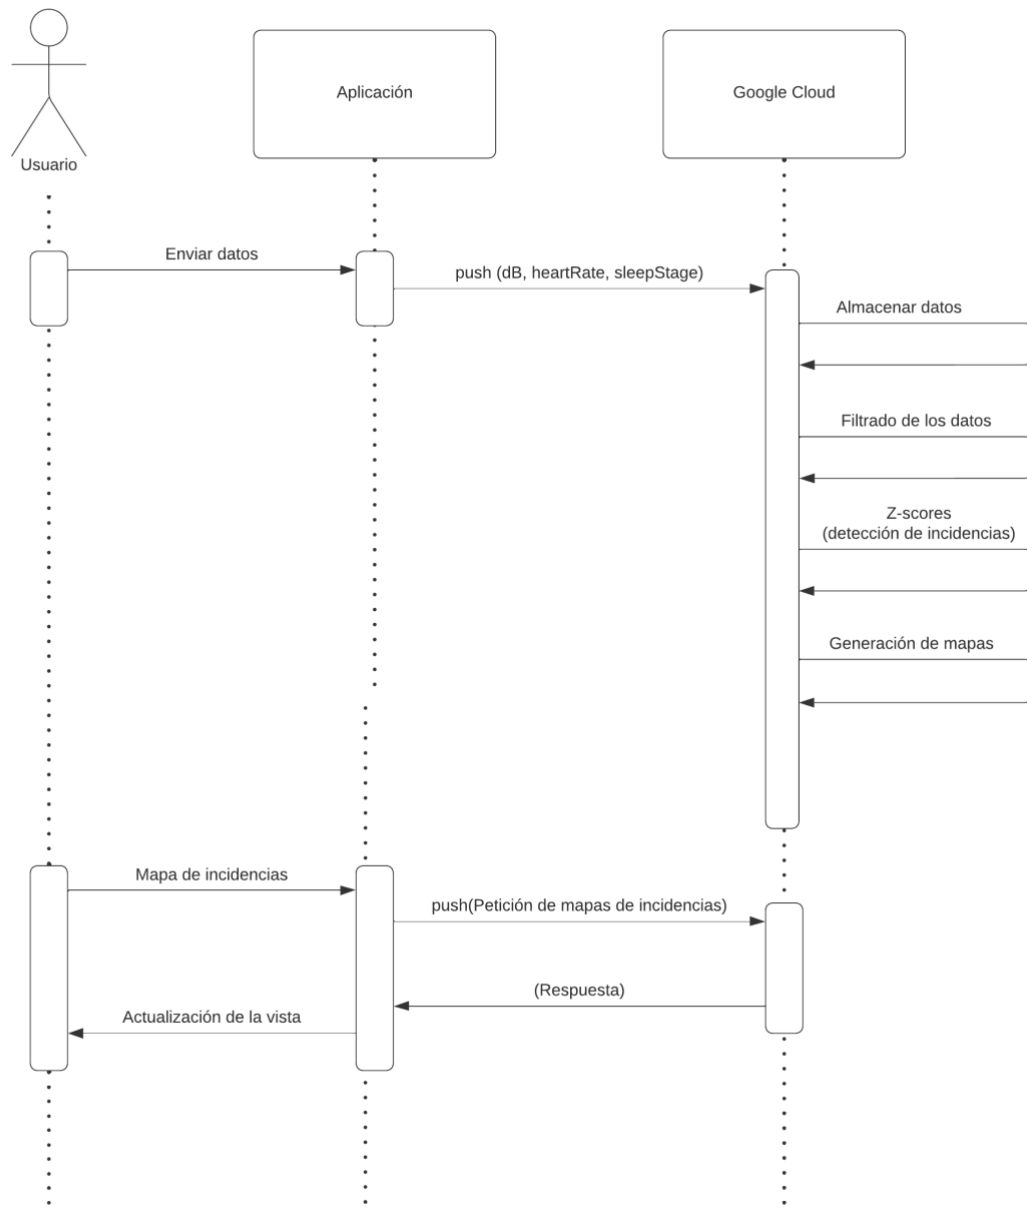 Usuario
Aplicación
Google Cloud
Enviar datos
push (dB, heartRate, sleepStage)
Almacenar datos
Filtrado de los datos
Z-scores
(detección de incidencias)
Generación de mapas
Mapa de incidencias
push(Petición de mapas de incidencias)
(Respuesta)
Actualización de la vista